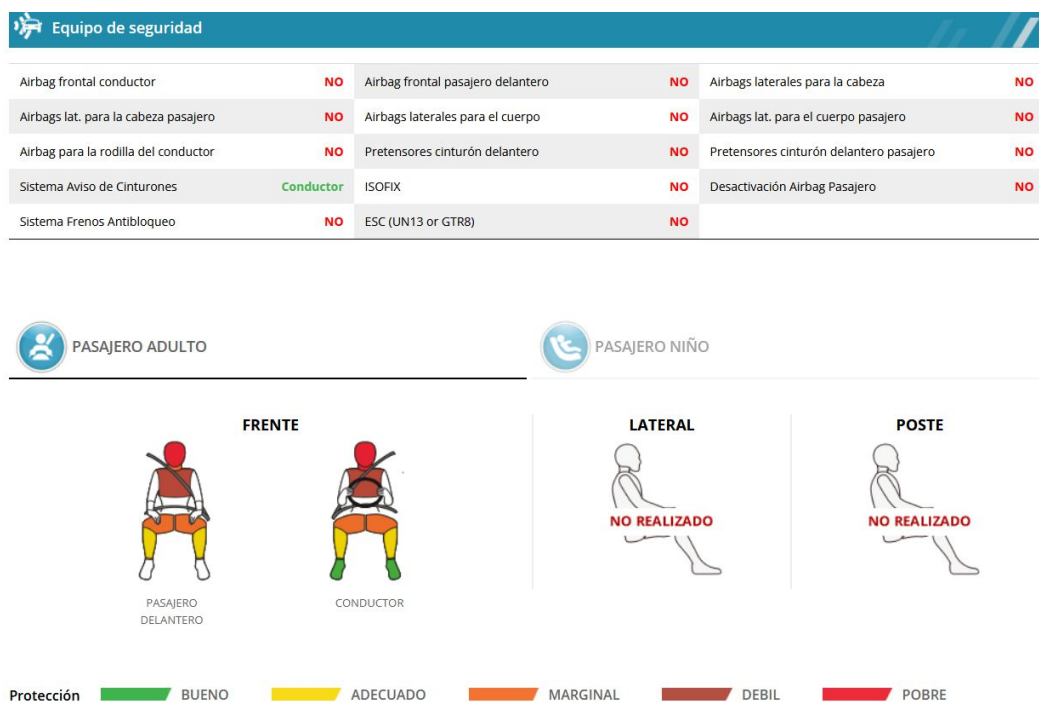 Equipo de seguridad
Airbag frontal conductor NO Airbag frontal pasajero delantero NO Airbags laterales para la cabeza NO
Airbags lat. para la cabeza pasajero NO Airbags laterales para el cuerpo NO Airbags lat. para el cuerpo pasajero NO
Airbag para la rodilla del conductor NO Pretensores cinturón delantero NO Pretensores cinturón delantero pasajero NO
Sistema Aviso de Cinturones Conductor ISOFIX NO Desactivación Airbag Pasajero NO
Sistema Frenos Antibloqueo NO ESC (UN13 or GTR8) NO
PASAJERO ADULTO PASAJERO NIÑO
FRENTE LATERAL POSTE
NO REALIZADO NO REALIZADO
PASAJERO CONDUCTOR
DELANTERO
Protección BUENO ADECUADO MARGINAL DEBIL POBRE